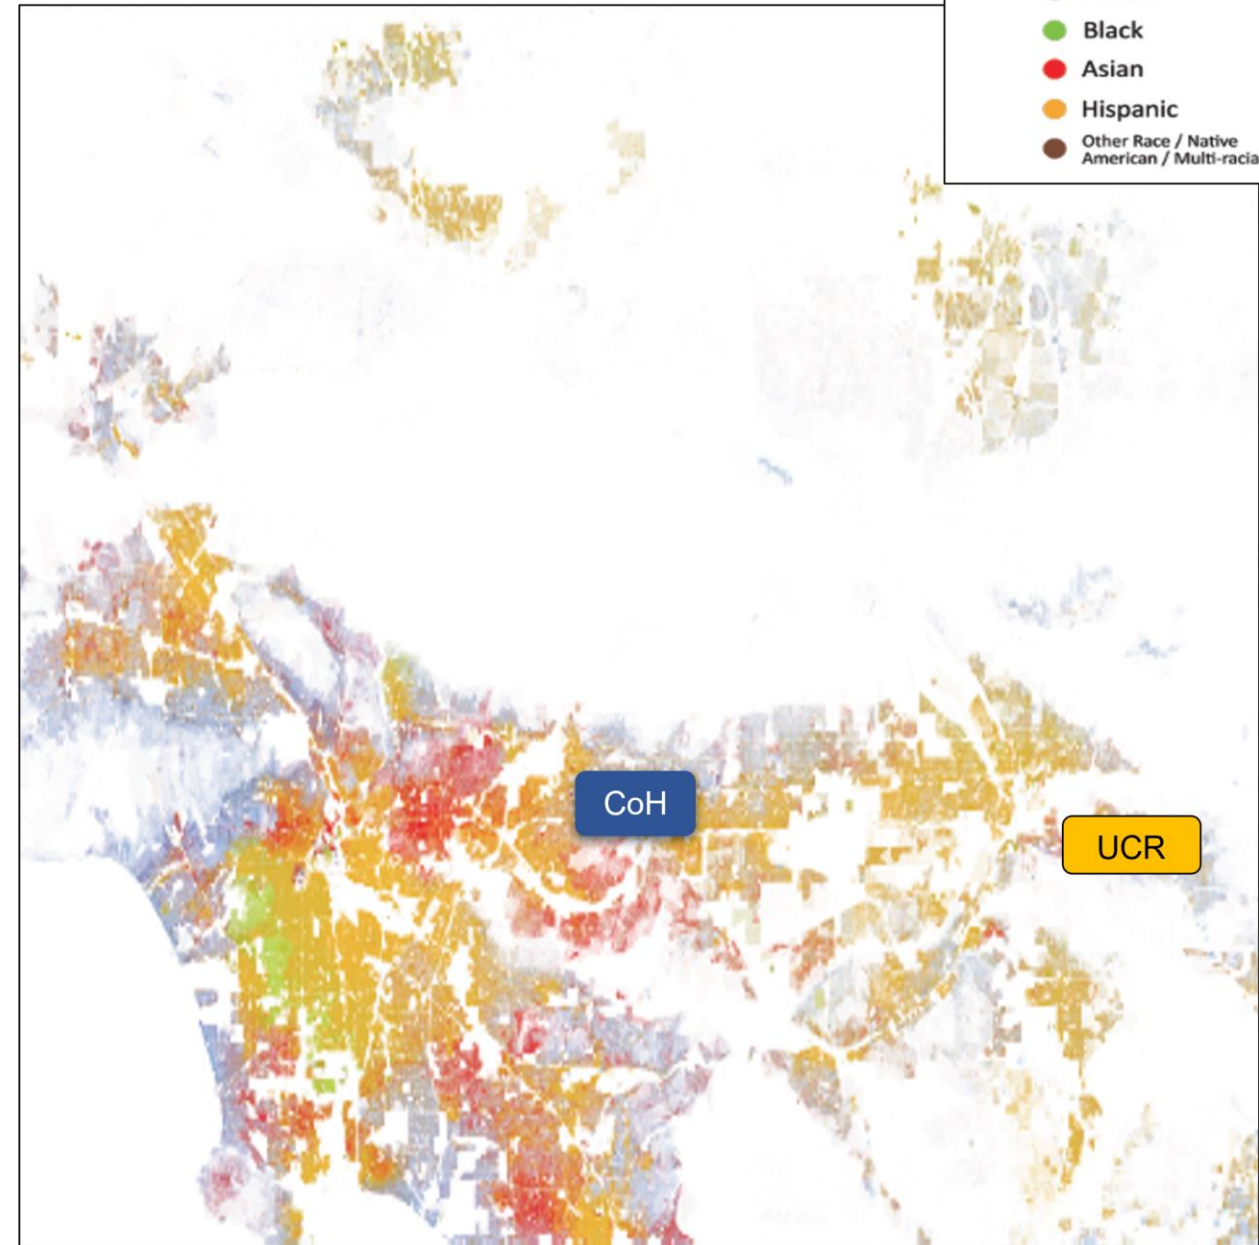 Black
Asian
Hispanic
Other Race / Native
American / Multi-racia
CoH
UCR